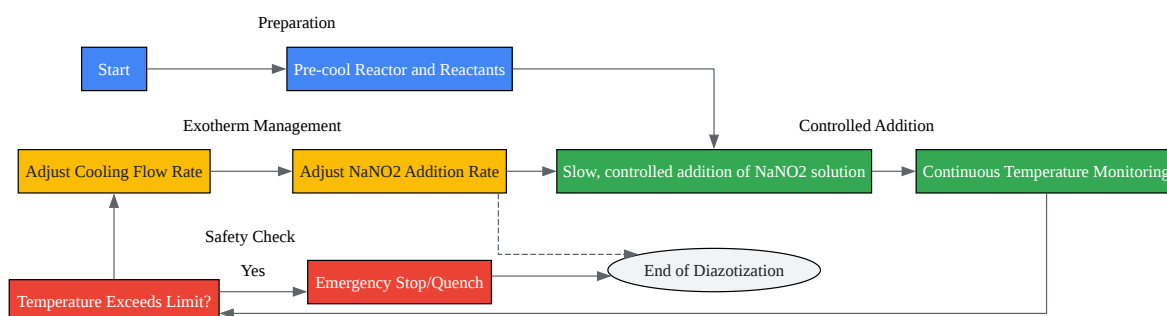 Preparation
Start
Pre-cool Reactor and Reactants
Exotherm Management
Controlled Addition
Adjust Cooling Flow Rate
Adjust NaNO2 Addition Rate
Slow, controlled addition of NaNO2 solution
Continuous Temperature Monitoring
Safety Check
Yes
Temperature Exceeds Limit?
Emergency Stop/Quench
End of Diazotization